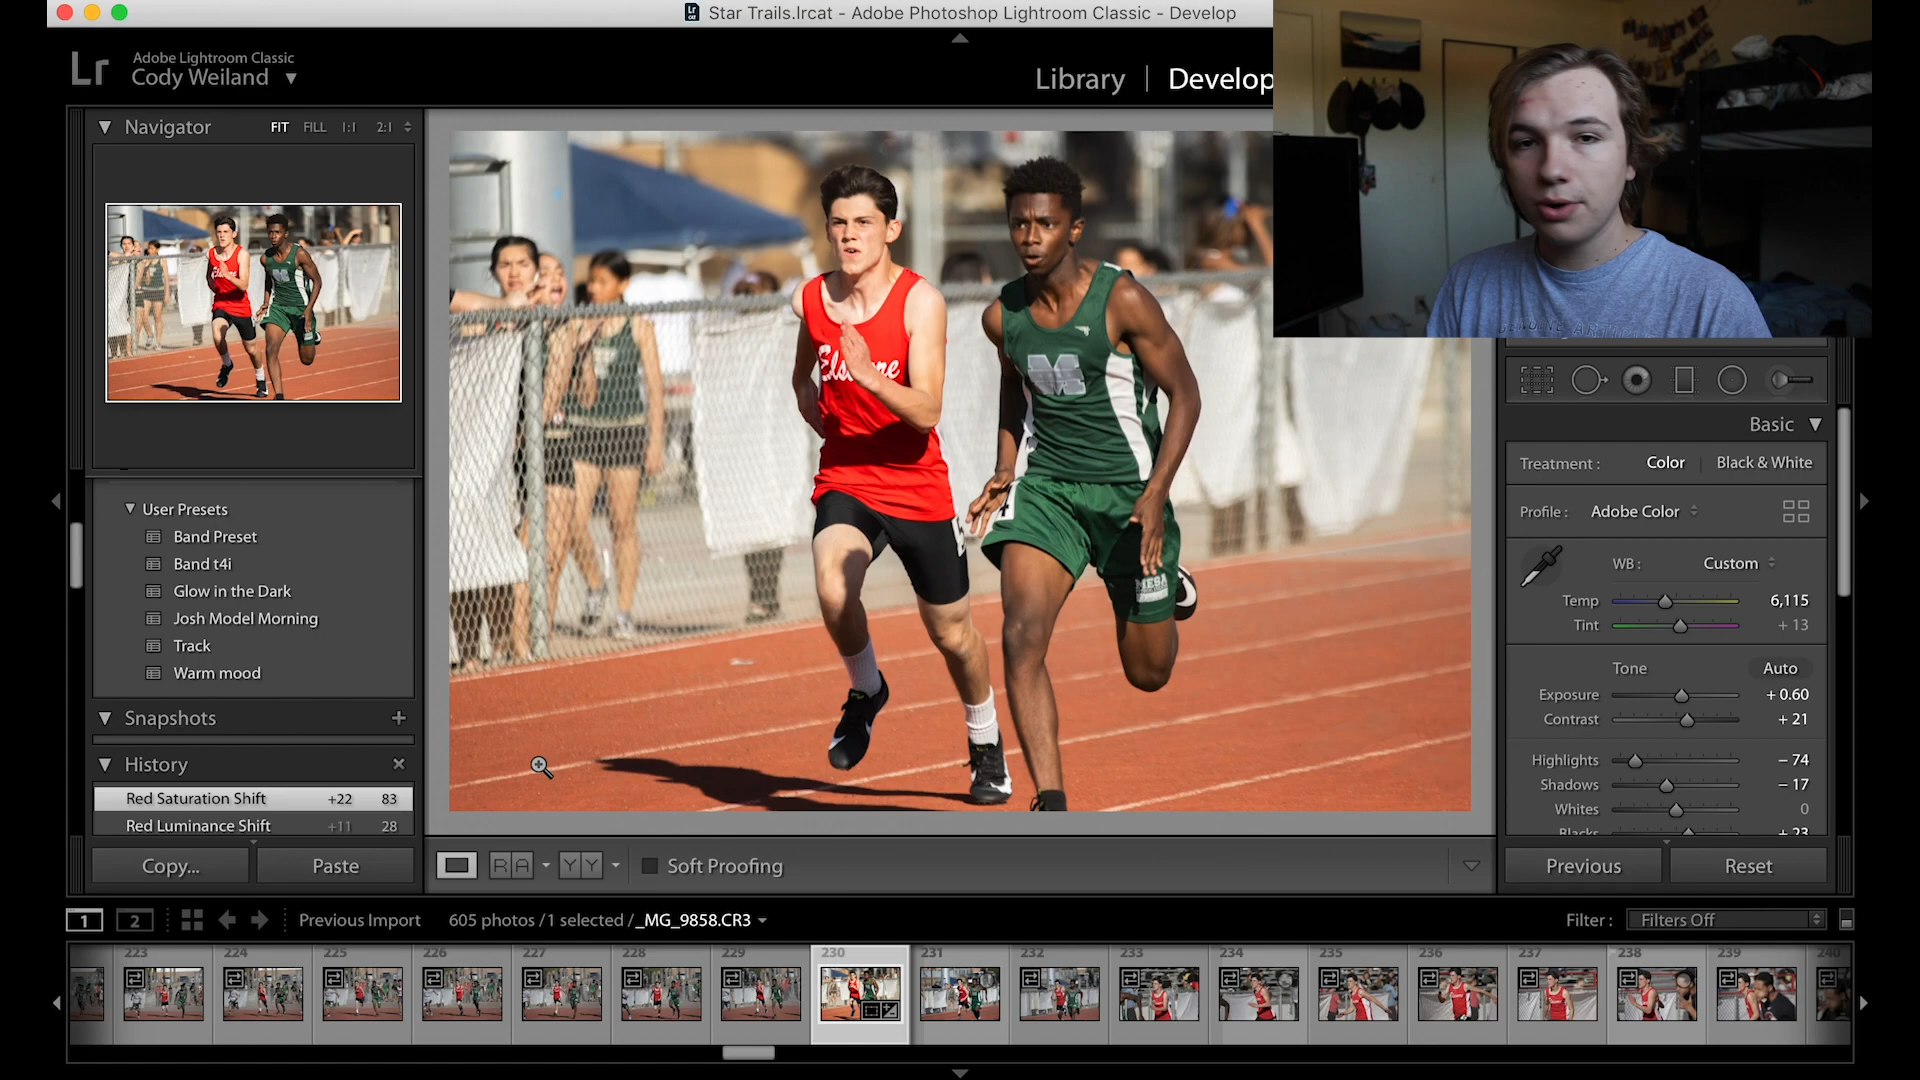 Star Trails.lrcat - Adobe Photoshop Lightroom Classic - Develop
Lr
Adobe Lightroom Classic
Cody Weiland
Library | Develop
Navigator FIT FILL 1:1 2:1
User Presets
Band Preset
Band t4i
Glow in the Dark
Josh Model Morning
Track
Warm mood
Snapshots +
History ×
Red Saturation Shift +22 83
Red Luminance Shift +11 28
Copy... Paste
M
MESA
R A Y Y Soft Proofing
Basic
Treatment : Color Black & White
Profile : Adobe Color
WB : Custom
Temp 6,115
Tint + 13
Tone Auto
Exposure + 0.60
Contrast + 21
Highlights − 74
Shadows − 17
Whites 0
Blacks + 23
Previous Reset
1 2 Previous Import 605 photos / 1 selected / _MG_9858.CR3 Filter : Filters Off
223 224 225 226 227 228 229 230 231 232 233 234 235 236 237 238 239 240